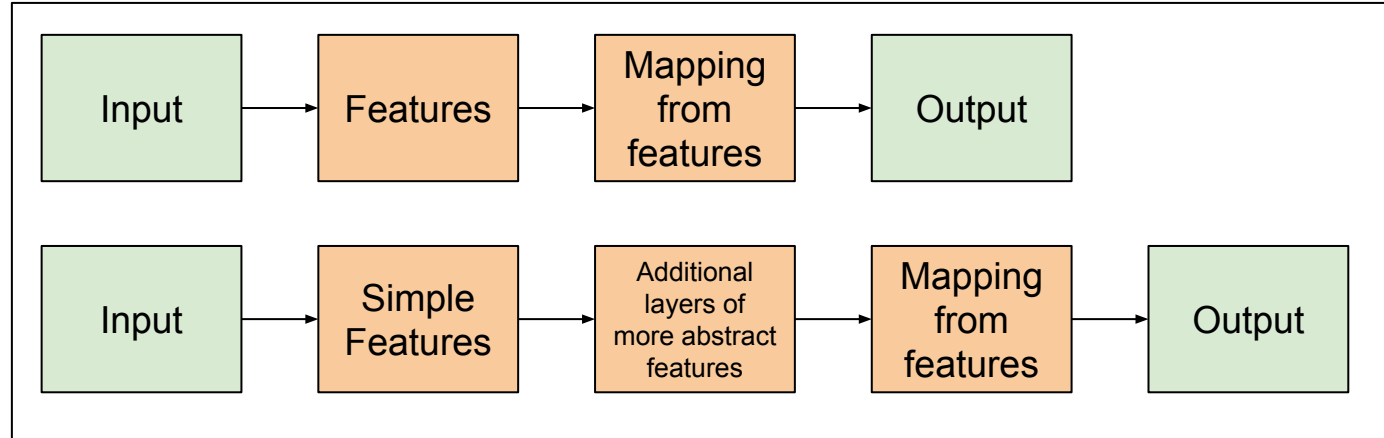 Input
Features
Mapping
from
features
Output
Input
Simple
Features
Additional
layers of
more abstract
features
Mapping
from
features
Output